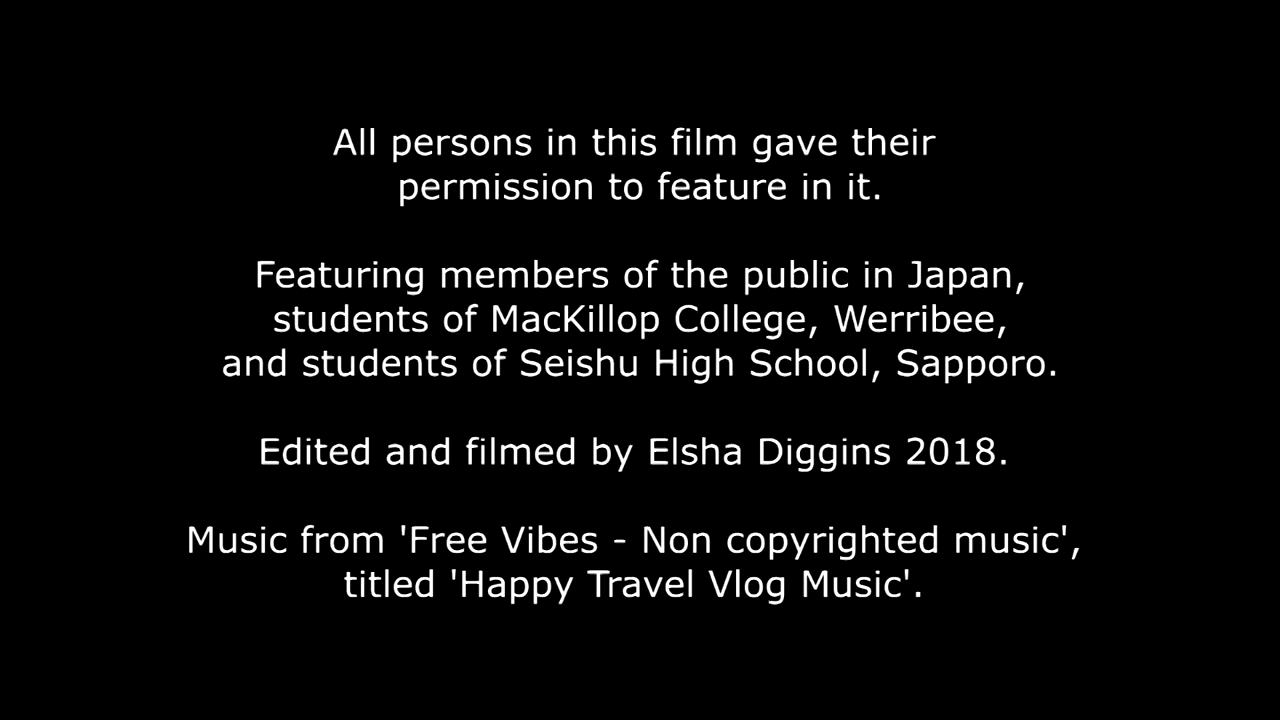 All persons in this film gave their
permission to feature in it.
Featuring members of the public in Japan,
students of MacKillop College, Werribee,
and students of Seishu High School, Sapporo.
Edited and filmed by Elsha Diggins 2018.
Music from 'Free Vibes - Non copyrighted music',
titled 'Happy Travel Vlog Music'.